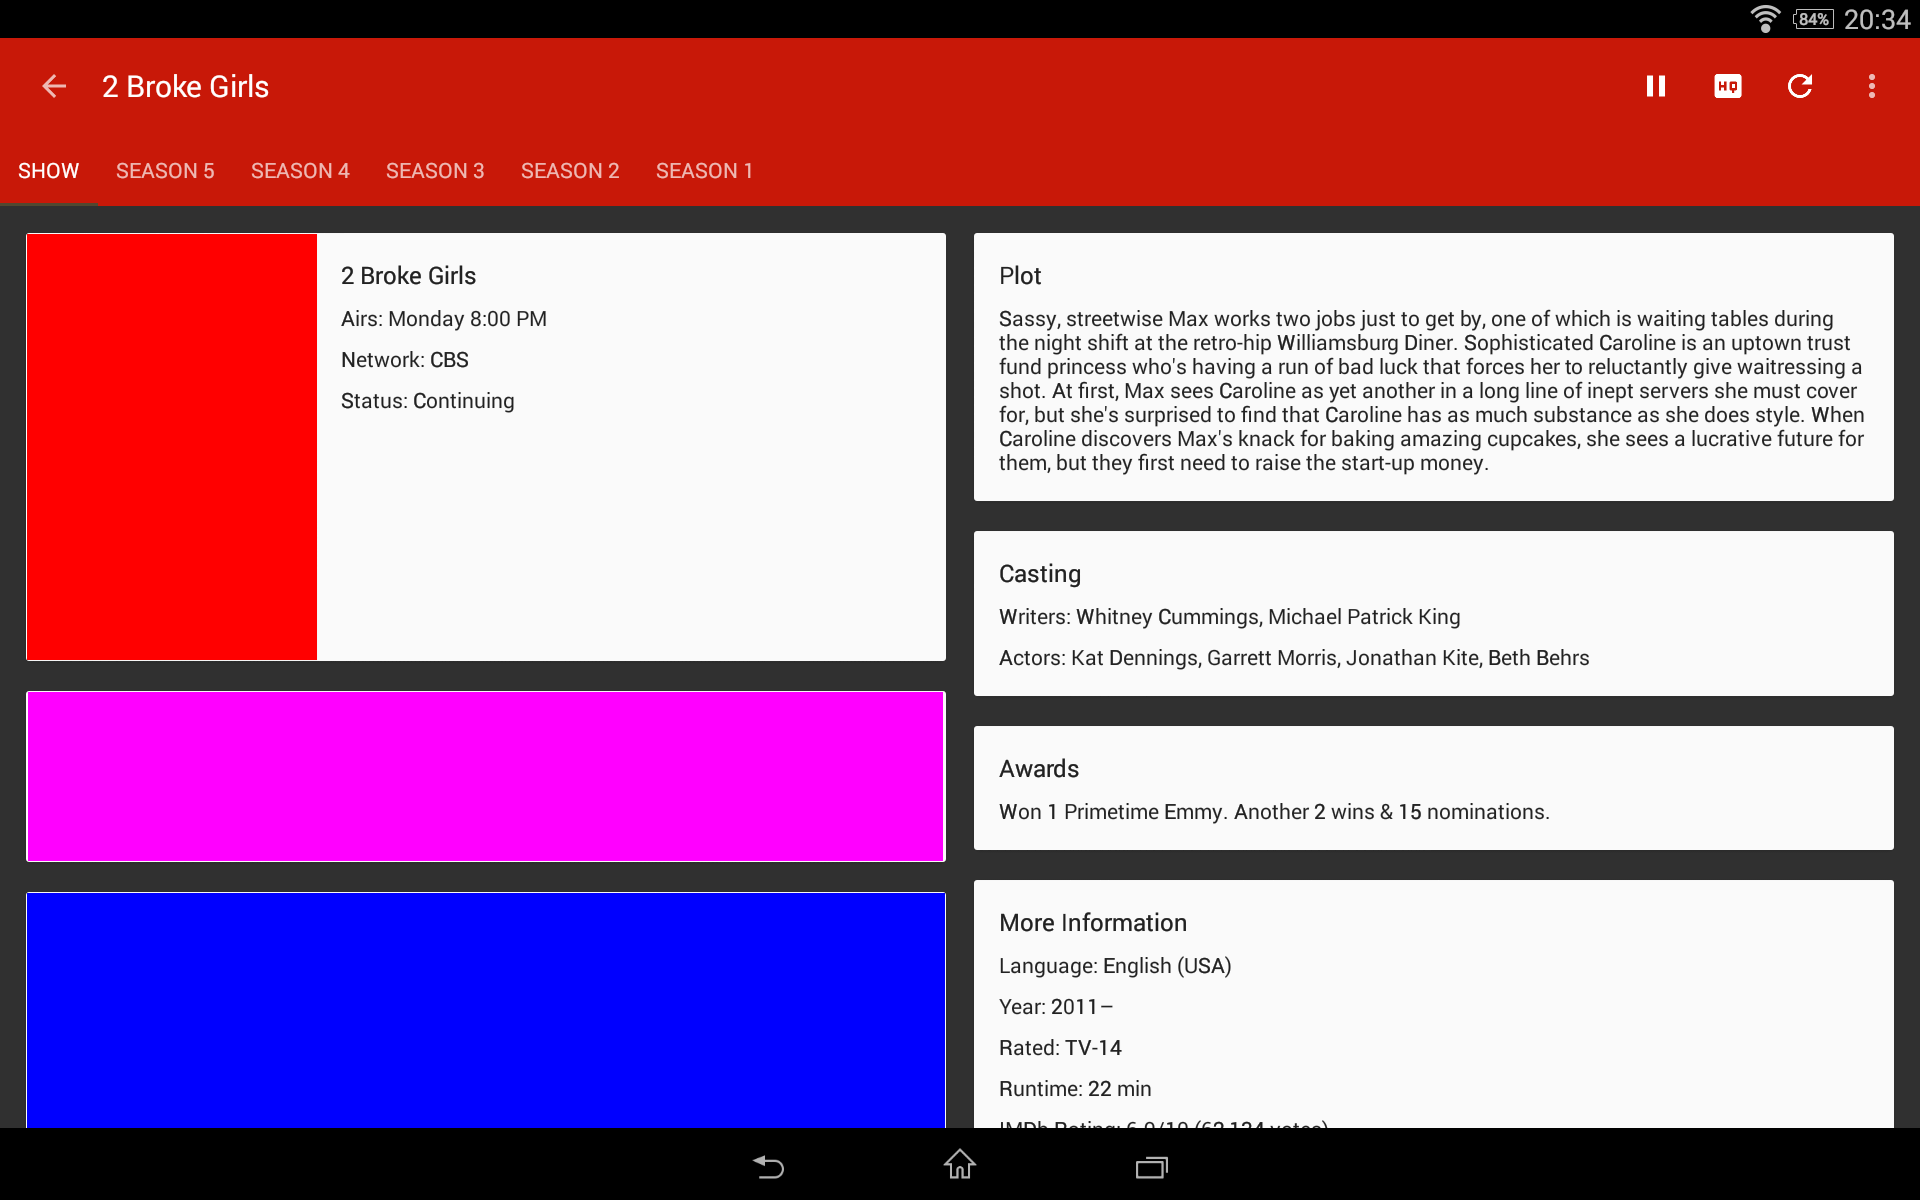 84% 20:34
2 Broke Girls
HQ
SHOW SEASON 5 SEASON 4 SEASON 3 SEASON 2 SEASON 1
2 Broke Girls
Airs: Monday 8:00 PM
Network: CBS
Status: Continuing
Plot
Sassy, streetwise Max works two jobs just to get by, one of which is waiting tables during
the night shift at the retro-hip Williamsburg Diner. Sophisticated Caroline is an uptown trust
fund princess who's having a run of bad luck that forces her to reluctantly give waitressing a
shot. At first, Max sees Caroline as yet another in a long line of inept servers she must cover
for, but she's surprised to find that Caroline has as much substance as she does style. When
Caroline discovers Max's knack for baking amazing cupcakes, she sees a lucrative future for
them, but they first need to raise the start-up money.
Casting
Writers: Whitney Cummings, Michael Patrick King
Actors: Kat Dennings, Garrett Morris, Jonathan Kite, Beth Behrs
Awards
Won 1 Primetime Emmy. Another 2 wins & 15 nominations.
More Information
Language: English (USA)
Year: 2011–
Rated: TV-14
Runtime: 22 min
IMDb Rating: